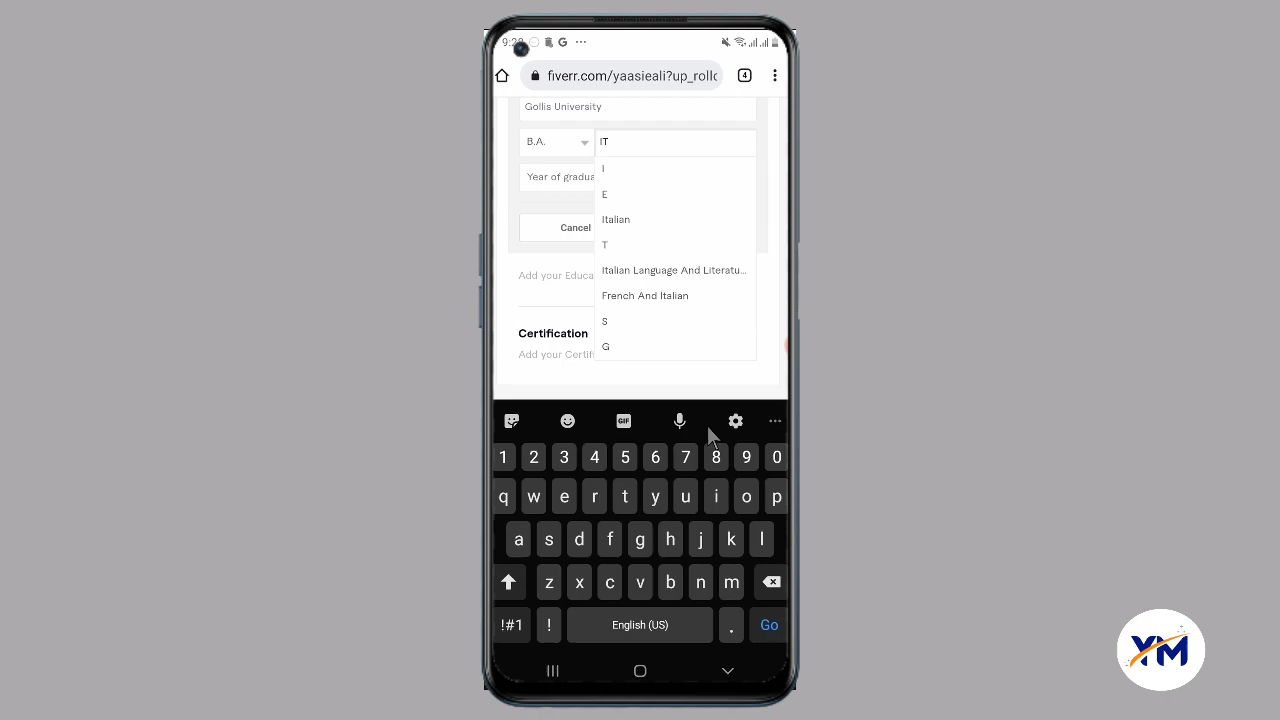 9:29
fiverr.com/yaasieali?up_rollo
4
Gollis University
B.A.
IT
I
Year of gradua
E
Italian
Cancel
T
Italian Language And Literatu...
Add your Educa
French And Italian
S
Certification
G
Add your Certif
GIF
1 2 3 4 5 6 7 8 9 0
q w e r t y u i o p
a s d f g h j k l
z x c v b n m
!#1 ! English (US) . Go
YM